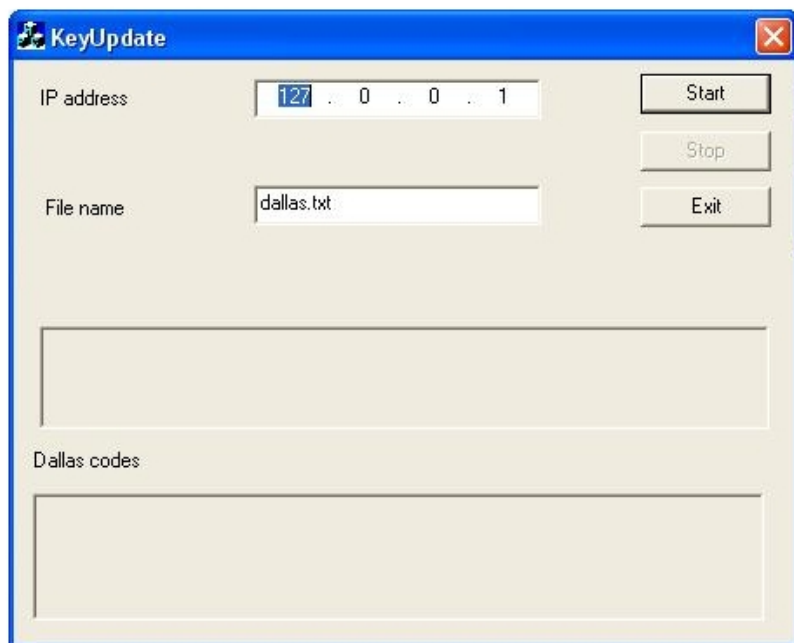 KeyUpdate
IP address 127 . 0 . 0 . 1 Start
Stop
File name dallas.txt Exit
Dallas codes